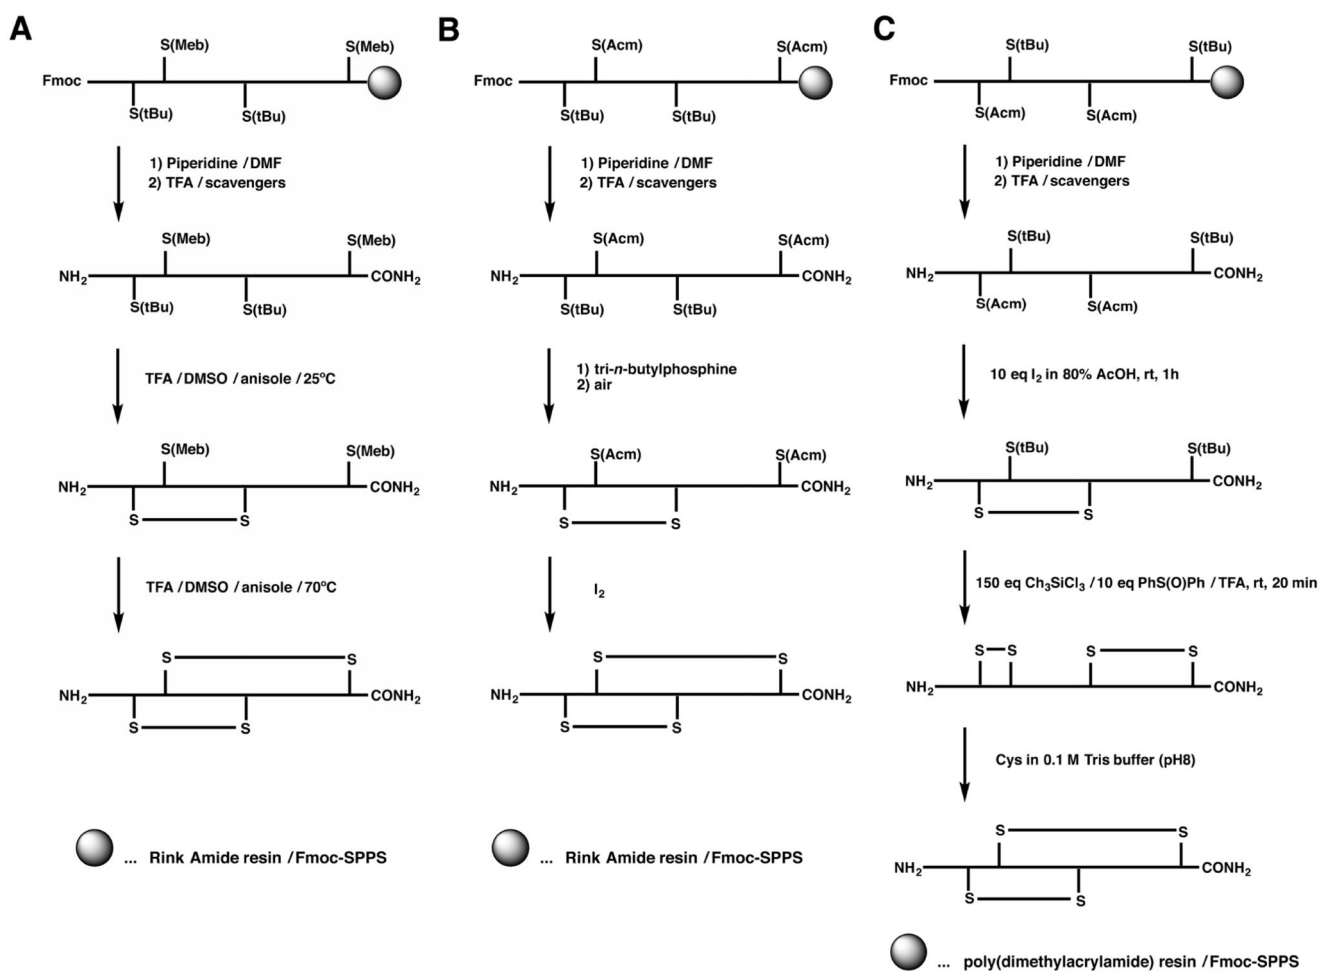 A
S(Meb)
S(Meb)
Fmoc
S(tBu)
S(tBu)
1) Piperidine / DMF
2) TFA / scavengers
S(Meb)
S(Meb)
NH2
CONH2
S(tBu)
S(tBu)
TFA / DMSO / anisole / 25°C
S(Meb)
S(Meb)
NH2
CONH2
S
S
TFA / DMSO / anisole / 70°C
S
S
NH2
CONH2
S
S
... Rink Amide resin / Fmoc-SPPS
B
S(Acm)
S(Acm)
Fmoc
S(tBu)
S(tBu)
1) Piperidine / DMF
2) TFA / scavengers
S(Acm)
S(Acm)
NH2
CONH2
S(tBu)
S(tBu)
1) tri-n-butylphosphine
2) air
S(Acm)
S(Acm)
NH2
CONH2
S
S
I2
S
S
NH2
CONH2
S
S
... Rink Amide resin / Fmoc-SPPS
C
S(tBu)
S(tBu)
Fmoc
S(Acm)
S(Acm)
1) Piperidine / DMF
2) TFA / scavengers
S(tBu)
S(tBu)
NH2
CONH2
S(Acm)
S(Acm)
10 eq I2 in 80% AcOH, rt, 1h
S(tBu)
S(tBu)
NH2
CONH2
S
S
150 eq Ch3SiCl3 / 10 eq PhS(O)Ph / TFA, rt, 20 min
S
S
S
S
NH2
CONH2
Cys in 0.1 M Tris buffer (pH8)
S
S
NH2
CONH2
S
S
... poly(dimethylacrylamide) resin / Fmoc-SPPS